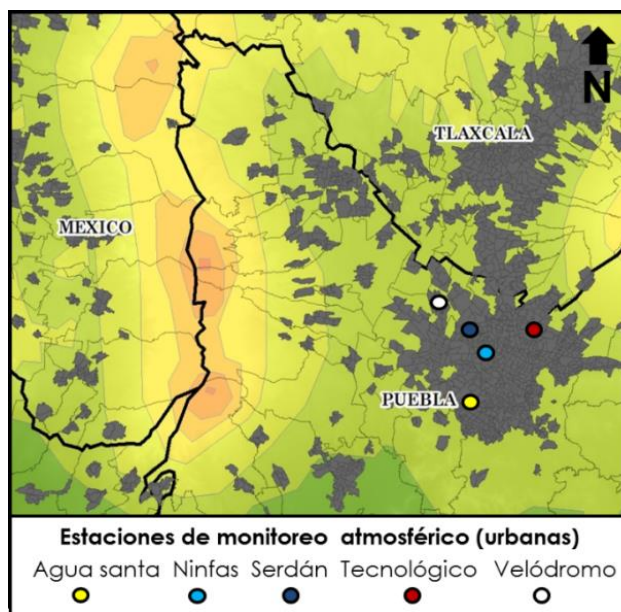 N
TLAXCALA
MEXICO
PUEBLA
Estaciones de monitoreo atmosférico (urbanas)
Agua santa Ninfas Serdán Tecnológico Velódromo